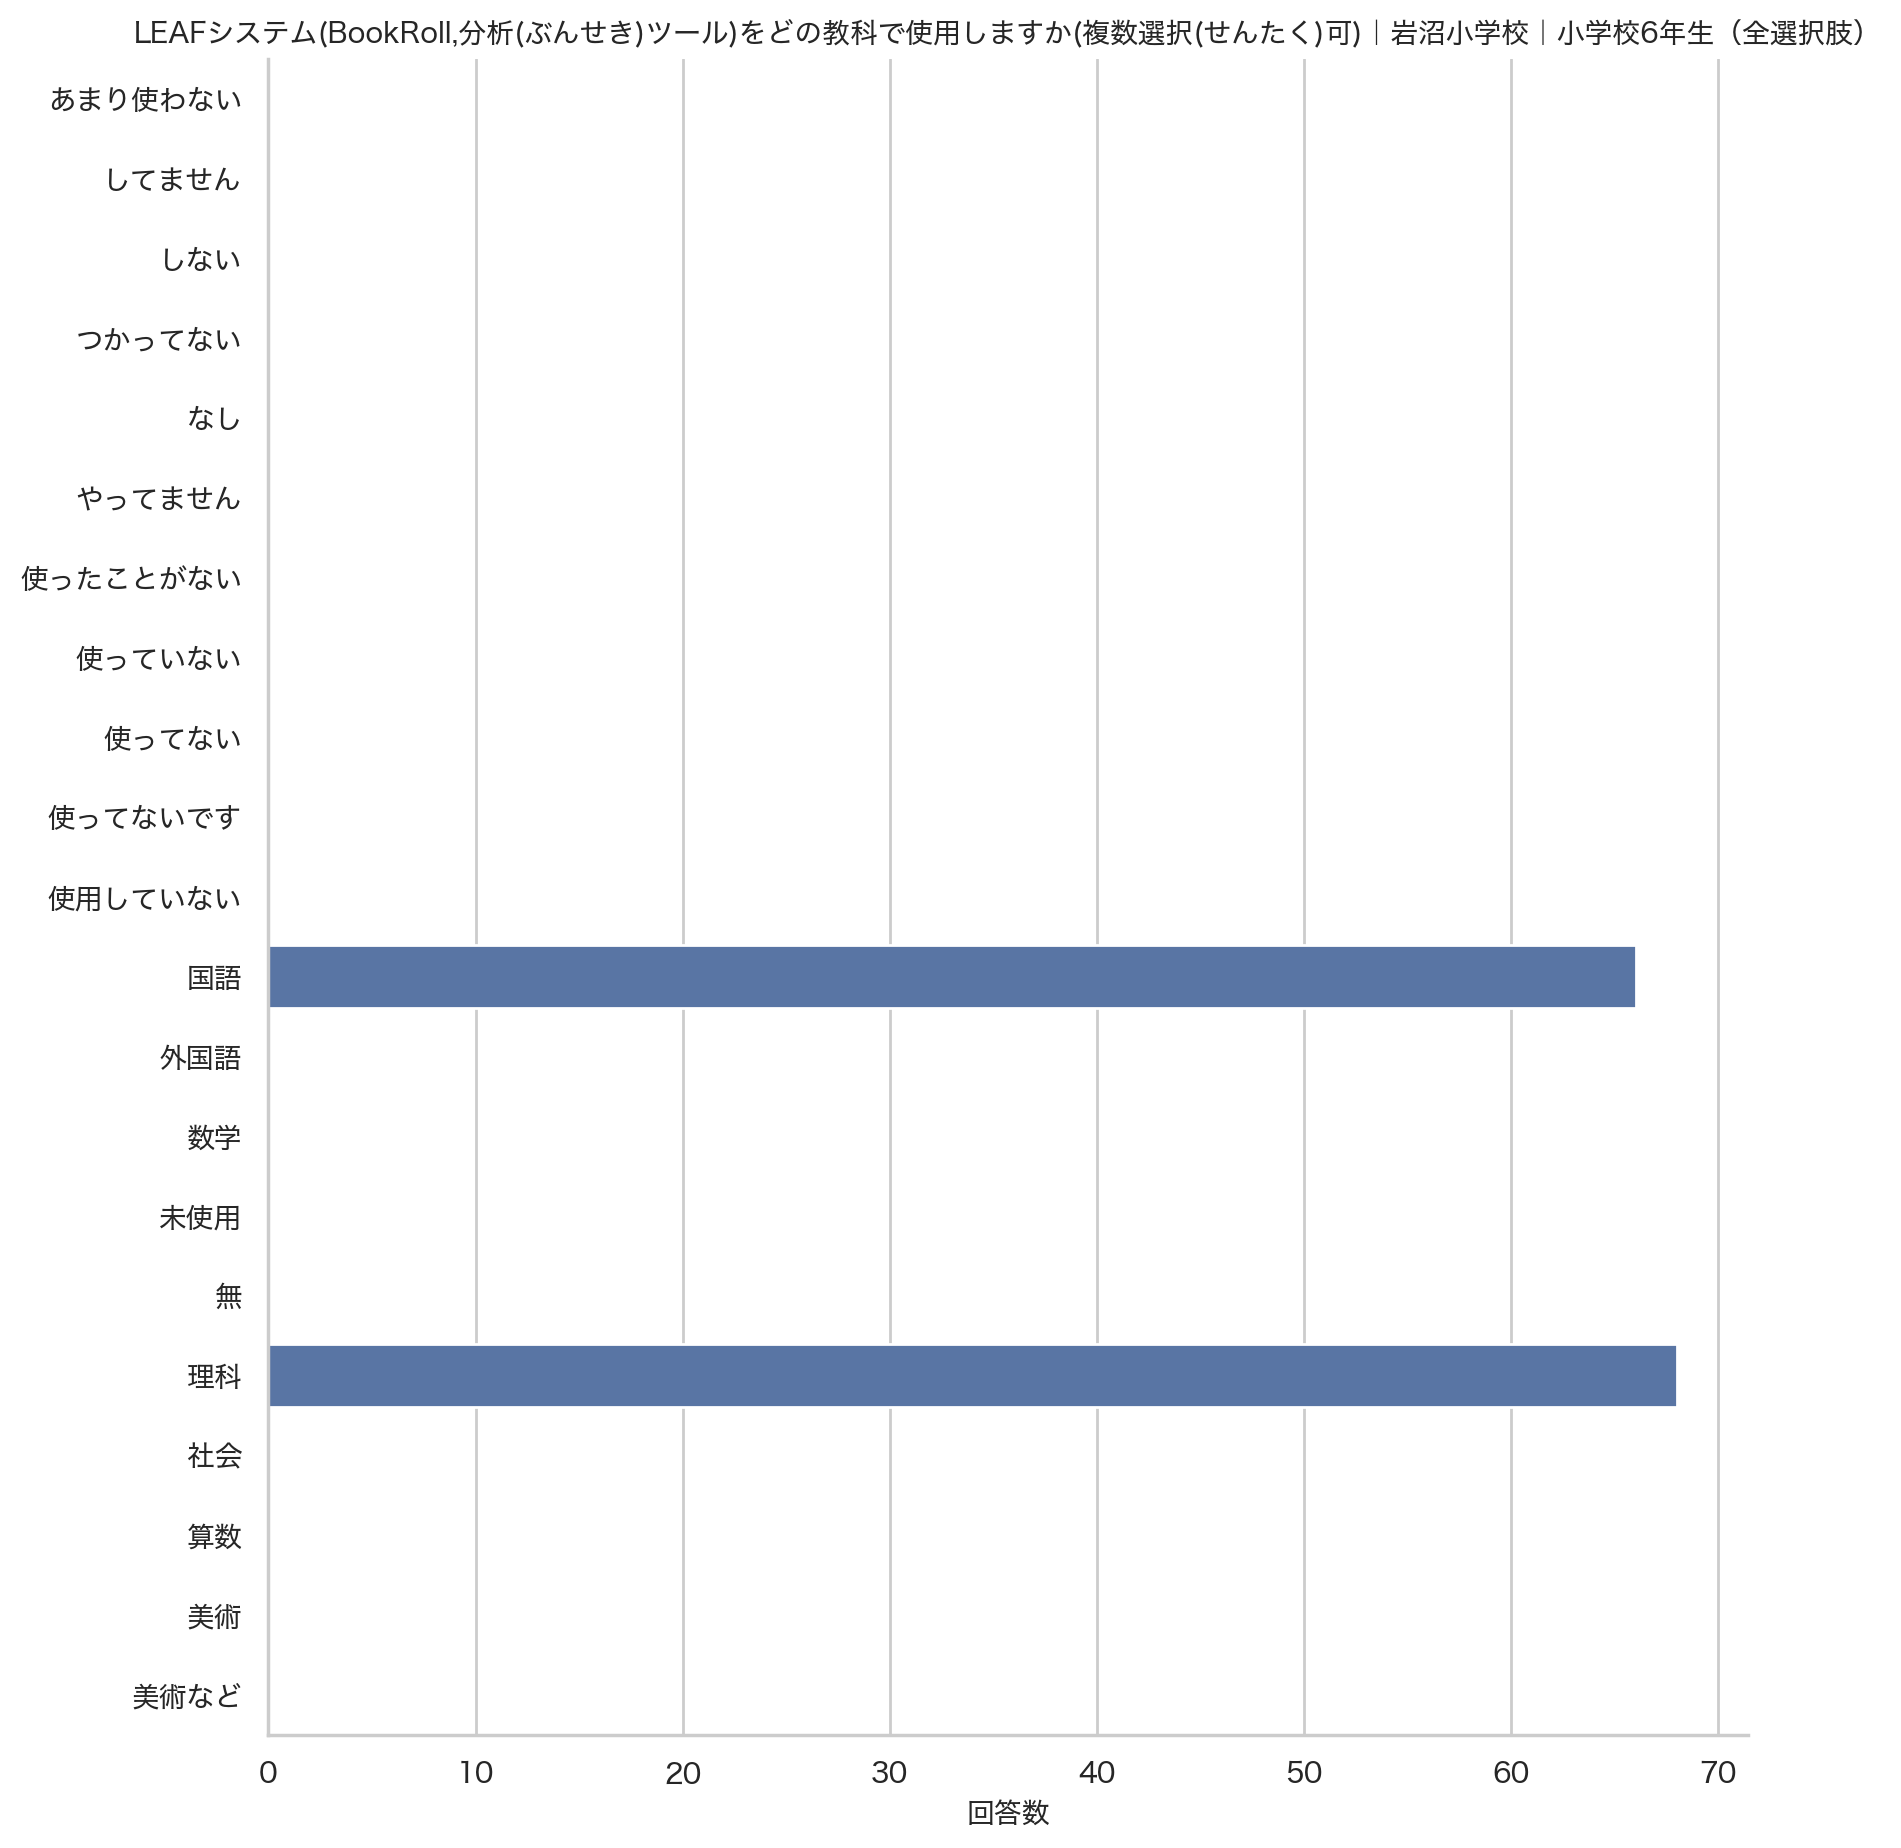 LEAFシステム(BookRoll,分析(ぶんせき)ツール)をどの教科で使用しますか(複数選択(せんたく)可)｜岩沼小学校｜小学校6年生（全選択肢）
あまり使わない
してません
しない
つかってない
なし
やってません
使ったことがない
使っていない
使ってない
使ってないです
使用していない
国語
外国語
数学
未使用
無
理科
社会
算数
美術
美術など
0 10 20 30 40 50 60 70
回答数